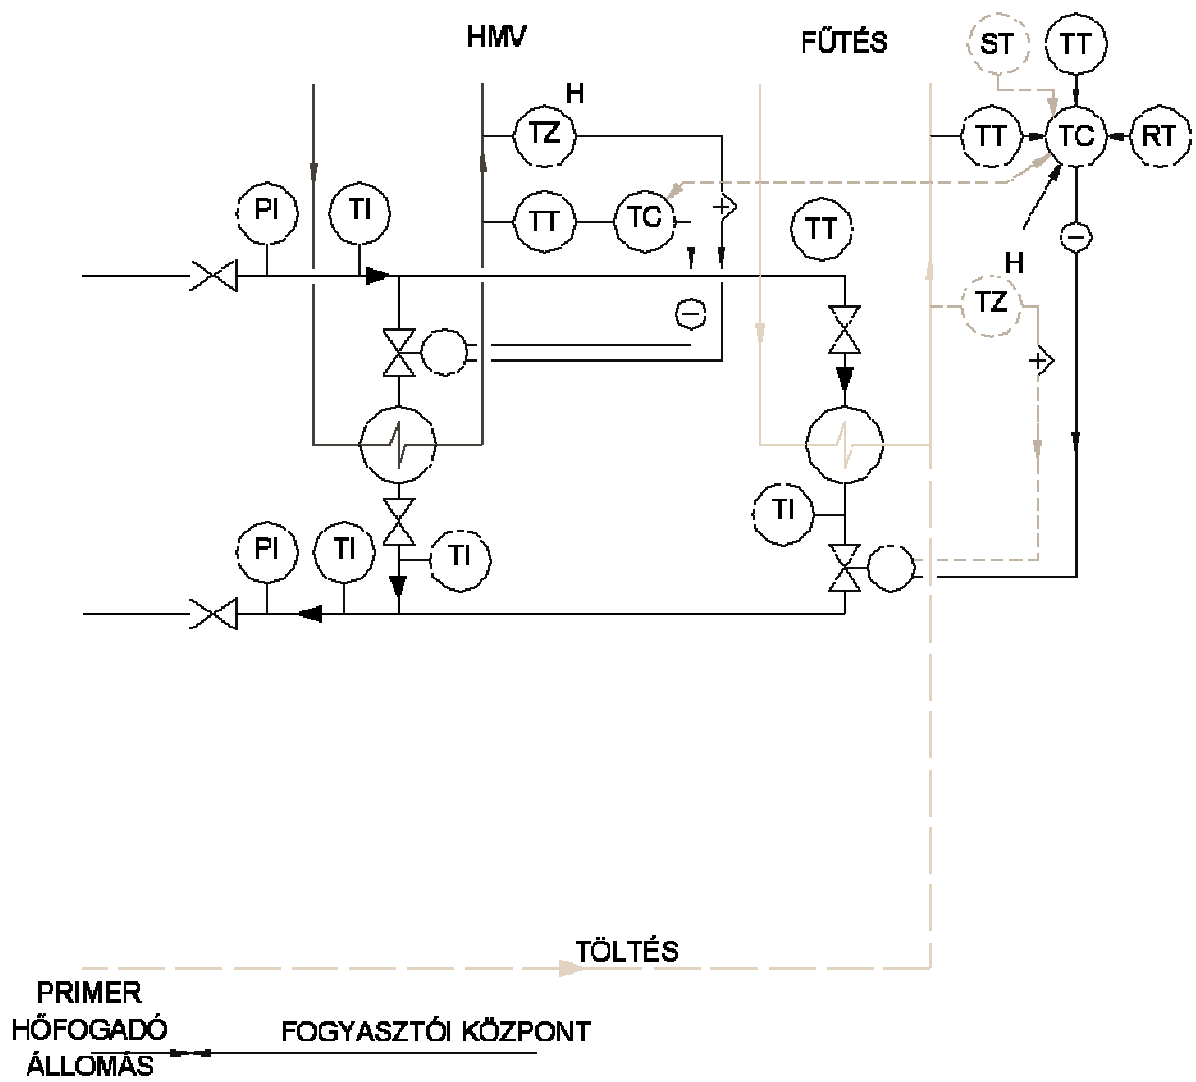 HMV
FŰTÉS
ST
TT
H
TZ
TT
TC
RT
PI
TI
TT
TC
+
TT
−
H
TZ
−
+
TI
PI
TI
TI
TÖLTÉS
PRIMER
HŐFOGADÓ
ÁLLOMÁS
FOGYASZTÓI KÖZPONT